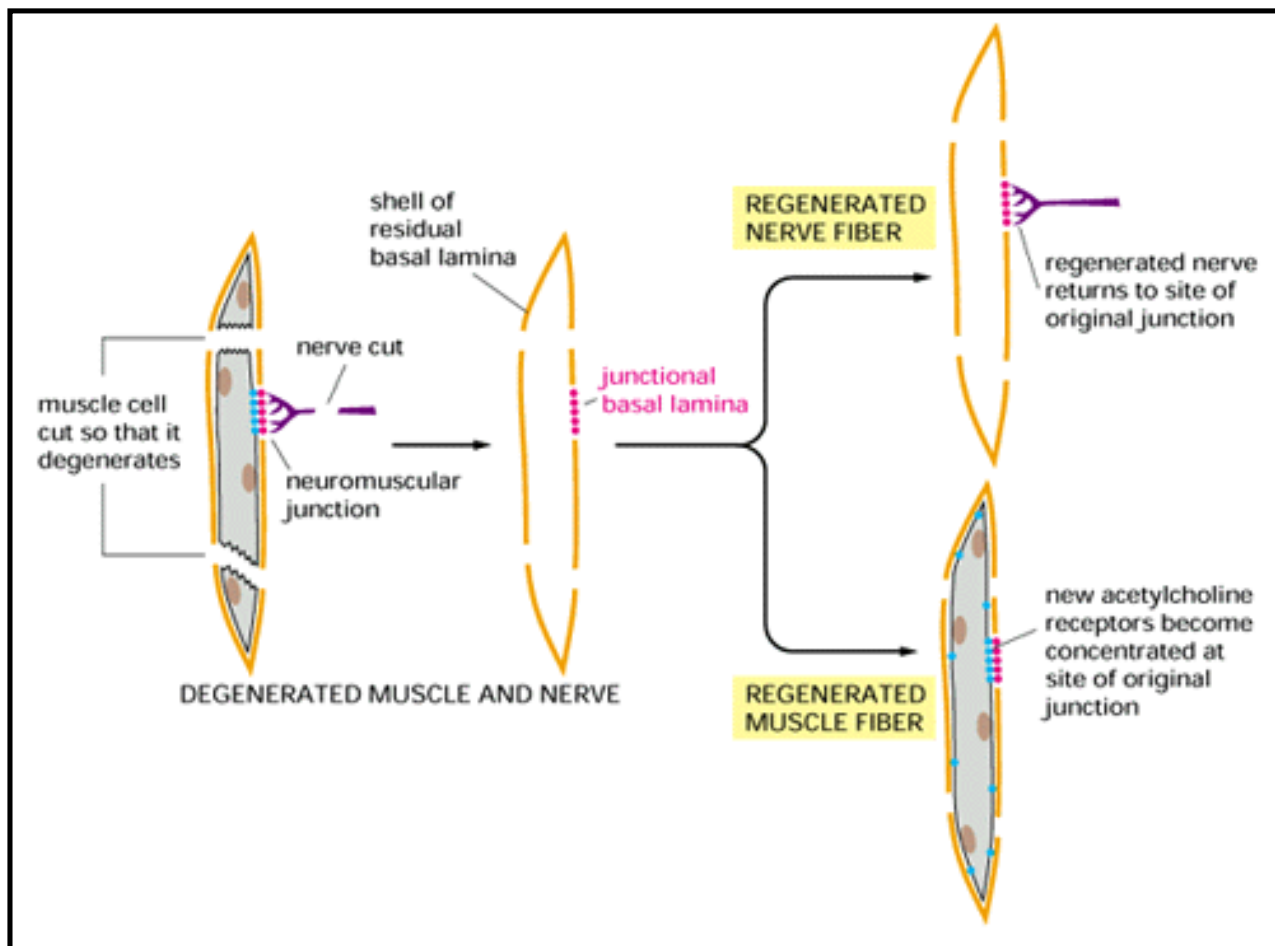 shell of
residual
basal lamina
nerve cut
muscle cell
cut so that it
degenerates
neuromuscular
junction
DEGENERATED MUSCLE AND NERVE
junctional
basal lamina
REGENERATED
NERVE FIBER
regenerated nerve
returns to site of
original junction
REGENERATED
MUSCLE FIBER
new acetylcholine
receptors become
concentrated at
site of original
junction